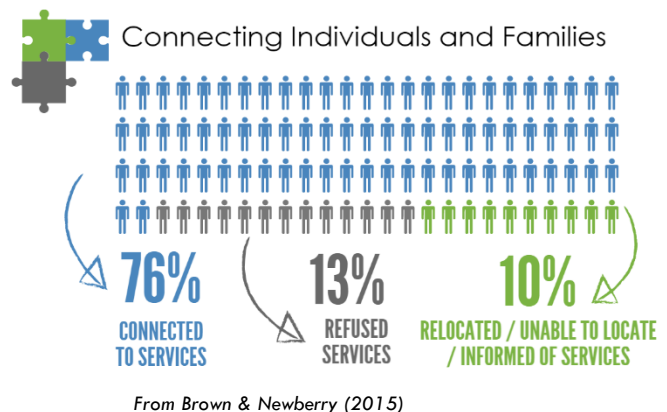 Connecting Individuals and Families
76%
CONNECTED
TO SERVICES
13%
REFUSED
SERVICES
10%
RELOCATED / UNABLE TO LOCATE
/ INFORMED OF SERVICES
From Brown & Newberry (2015)